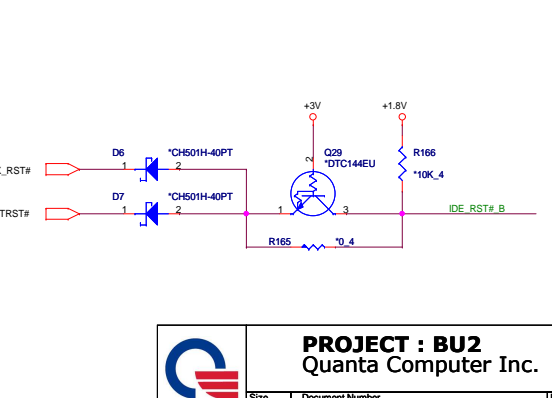 +3V
+1.8V
D6
*CH501H-40PT
Q29
*DTC144EU
R166
_RST#
1
2
2
*10K_4
D7
*CH501H-40PT
TRST#
1
2
1
3
IDE_RST#_B
R165
*0_4
PROJECT : BU2
Quanta Computer Inc.
Size
Document Number